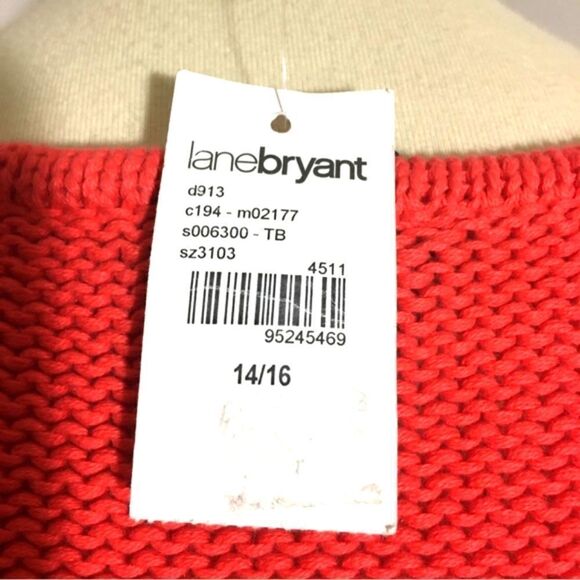 lanebryant
d913
c194 - m02177
s006300 - TB
sz3103
4511
95245469
14/16